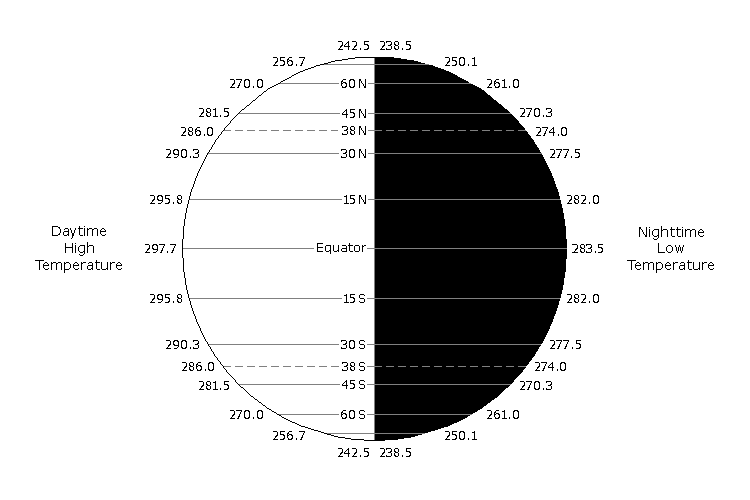 242.5 238.5
256.7 250.1
270.0 60 N 261.0
281.5 45 N 270.3
286.0 38 N 274.0
290.3 30 N 277.5
295.8 15 N 282.0
Daytime
High
Temperature
297.7 Equator 283.5
Nighttime
Low
Temperature
295.8 15 S 282.0
290.3 30 S 277.5
286.0 38 S 274.0
281.5 45 S 270.3
270.0 60 S 261.0
256.7 250.1
242.5 238.5